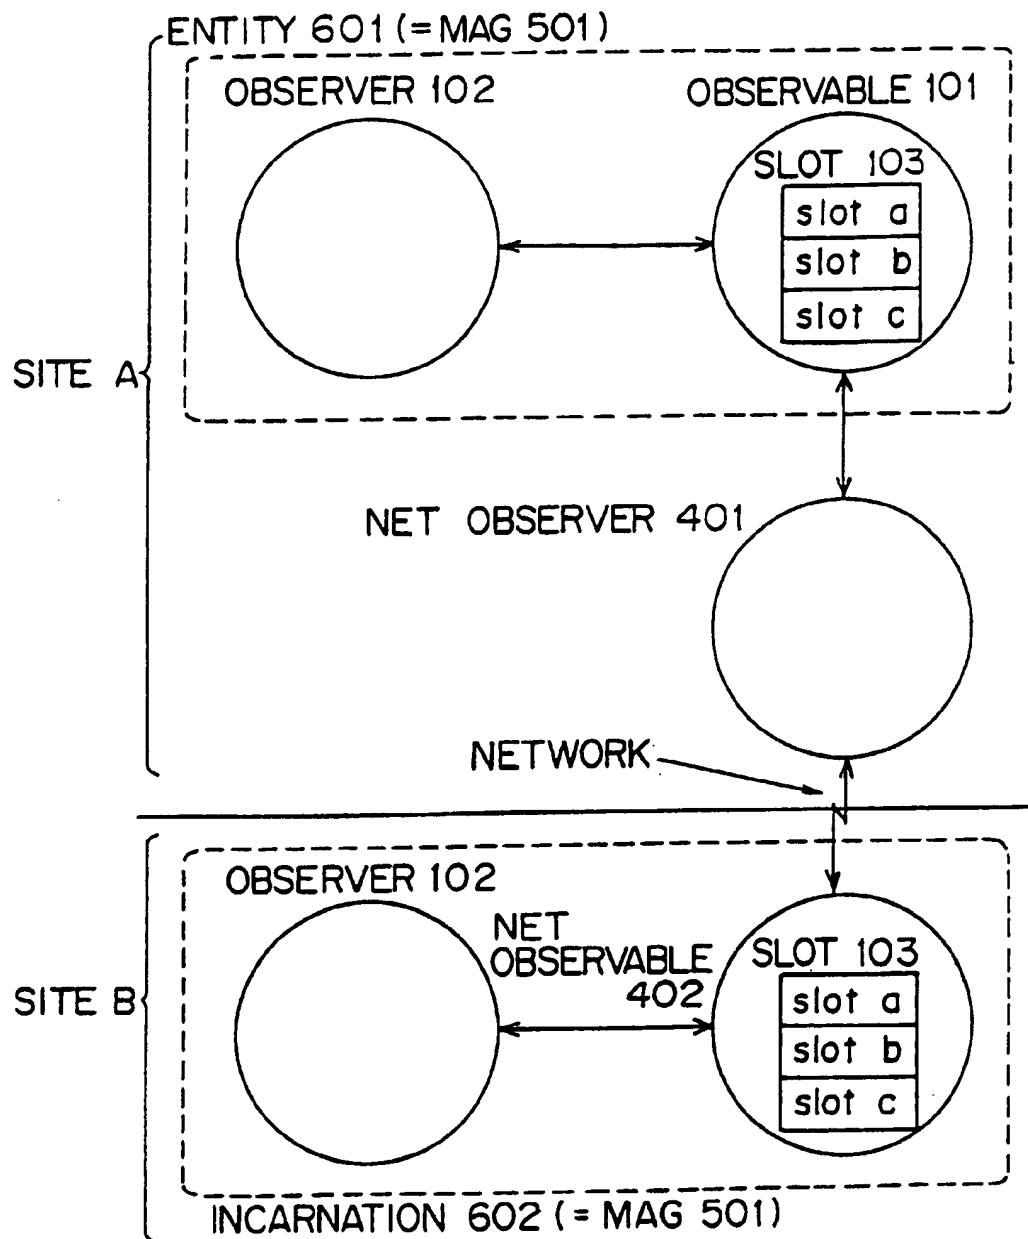 ENTITY 601 (= MAG 501)
OBSERVER 102
OBSERVABLE 101
SLOT 103
slot a
slot b
slot c
SITE A
NET OBSERVER 401
NETWORK
OBSERVER 102
NET
OBSERVABLE
402
SLOT 103
slot a
slot b
slot c
SITE B
INCARNATION 602 (= MAG 501)